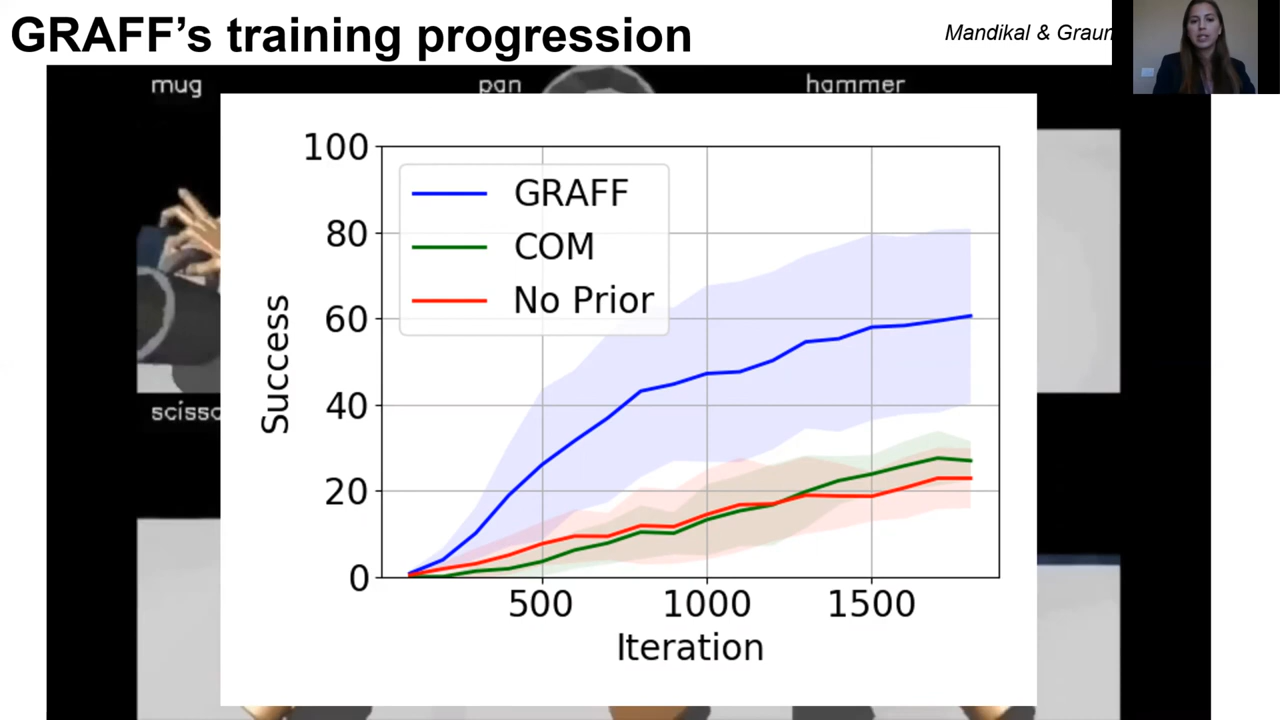 GRAFF's training progression
Mandikal &
mug
pan
hammer
100
80
60
40
20
0
GRAFF
COM
No Prior
Success
500
1000
1500
Iteration